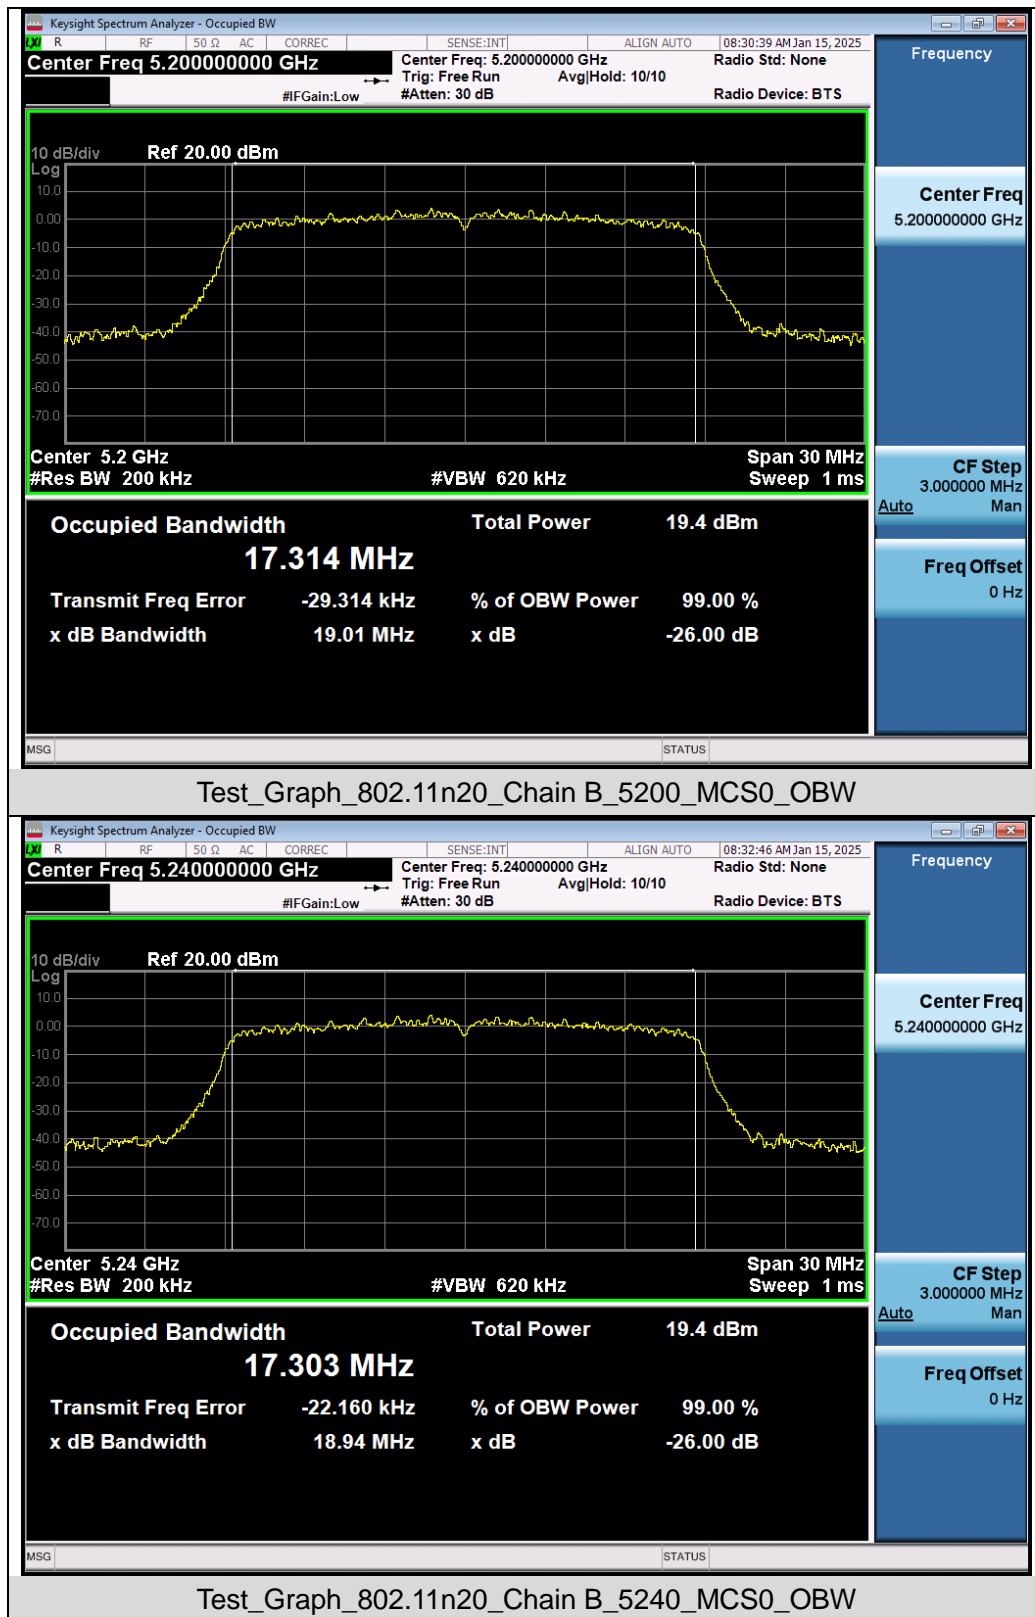 Keysight Spectrum Analyzer - Occupied BW
LXI R RF 50 Ω AC CORREC SENSE:INT ALIGN AUTO 08:30:39 AM Jan 15, 2025
Center Freq 5.200000000 GHz Center Freq: 5.200000000 GHz Radio Std: None Frequency
Trig: Free Run Avg|Hold: 10/10
#IFGain:Low #Atten: 30 dB Radio Device: BTS
10 dB/div Ref 20.00 dBm
Log
10.0
0.00
-10.0
-20.0
-30.0
-40.0
-50.0
-60.0
-70.0
Center 5.2 GHz Span 30 MHz
#Res BW 200 kHz #VBW 620 kHz Sweep 1 ms
Center Freq
5.200000000 GHz
CF Step
3.000000 MHz
Auto Man
Freq Offset
0 Hz
Occupied Bandwidth Total Power 19.4 dBm
17.314 MHz
Transmit Freq Error -29.314 kHz % of OBW Power 99.00 %
x dB Bandwidth 19.01 MHz x dB -26.00 dB
MSG STATUS
Test_Graph_802.11n20_Chain B_5200_MCS0_OBW
Keysight Spectrum Analyzer - Occupied BW
LXI R RF 50 Ω AC CORREC SENSE:INT ALIGN AUTO 08:32:46 AM Jan 15, 2025
Center Freq 5.240000000 GHz Center Freq: 5.240000000 GHz Radio Std: None Frequency
Trig: Free Run Avg|Hold: 10/10
#IFGain:Low #Atten: 30 dB Radio Device: BTS
10 dB/div Ref 20.00 dBm
Log
10.0
0.00
-10.0
-20.0
-30.0
-40.0
-50.0
-60.0
-70.0
Center 5.24 GHz Span 30 MHz
#Res BW 200 kHz #VBW 620 kHz Sweep 1 ms
Center Freq
5.240000000 GHz
CF Step
3.000000 MHz
Auto Man
Freq Offset
0 Hz
Occupied Bandwidth Total Power 19.4 dBm
17.303 MHz
Transmit Freq Error -22.160 kHz % of OBW Power 99.00 %
x dB Bandwidth 18.94 MHz x dB -26.00 dB
MSG STATUS
Test_Graph_802.11n20_Chain B_5240_MCS0_OBW